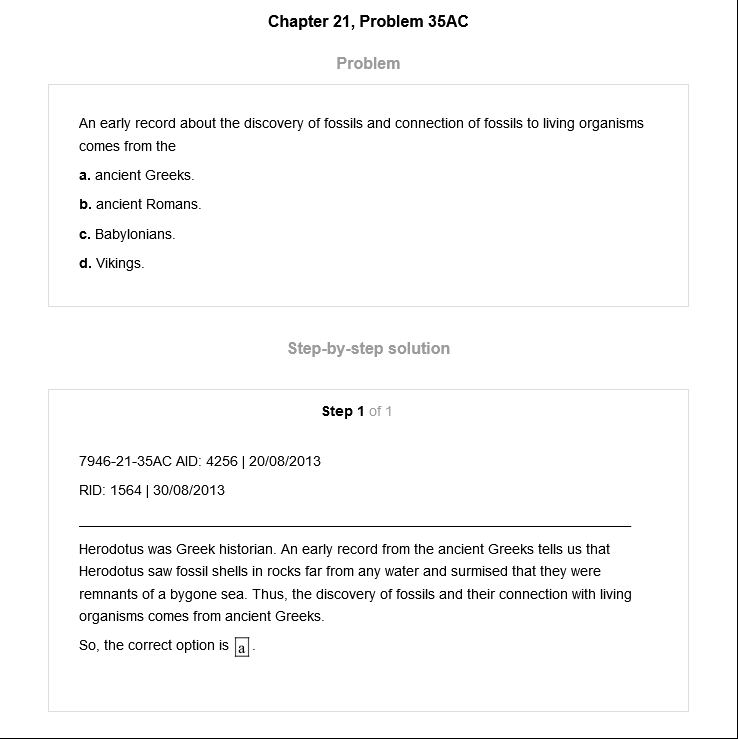 Chapter 21, Problem 35AC
Problem
An early record about the discovery of fossils and connection of fossils to living organisms
comes from the
a. ancient Greeks.
b. ancient Romans.
c. Babylonians.
d. Vikings.
Step-by-step solution
Step 1 of 1
7946-21-35AC AID: 4256 | 20/08/2013
RID: 1564 | 30/08/2013
Herodotus was Greek historian. An early record from the ancient Greeks tells us that
Herodotus saw fossil shells in rocks far from any water and surmised that they were
remnants of a bygone sea. Thus, the discovery of fossils and their connection with living
organisms comes from ancient Greeks.
So, the correct option is a .